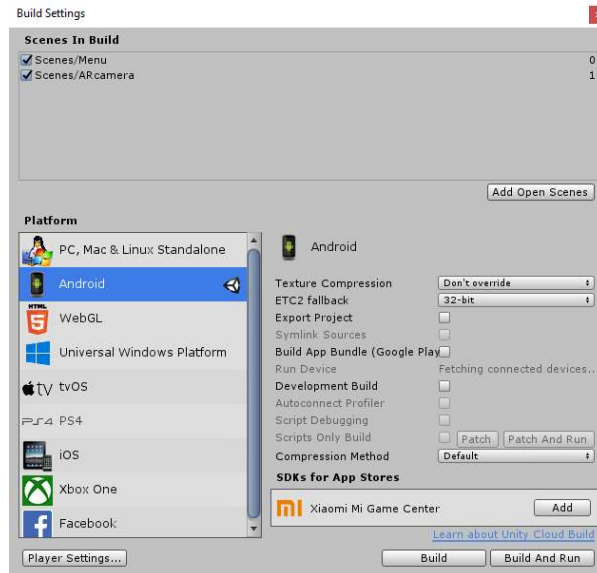 Build Settings
Scenes In Build
Scenes/Menu 0
Scenes/ARcamera 1
Add Open Scenes
Platform
PC, Mac & Linux Standalone
Android
HTML
5
WebGL
Universal Windows Platform
tv tvOS
PS4 PS4
iOS
Xbox One
f Facebook
Android
Texture Compression Don't override
ETC2 fallback 32-bit
Export Project
Symlink Sources
Build App Bundle (Google Play
Run Device Fetching connected devices..
Development Build
Autoconnect Profiler
Script Debugging
Scripts Only Build Patch Patch And Run
Compression Method Default
SDKs for App Stores
Xiaomi Mi Game Center Add
Learn about Unity Cloud Build
Player Settings... Build Build And Run